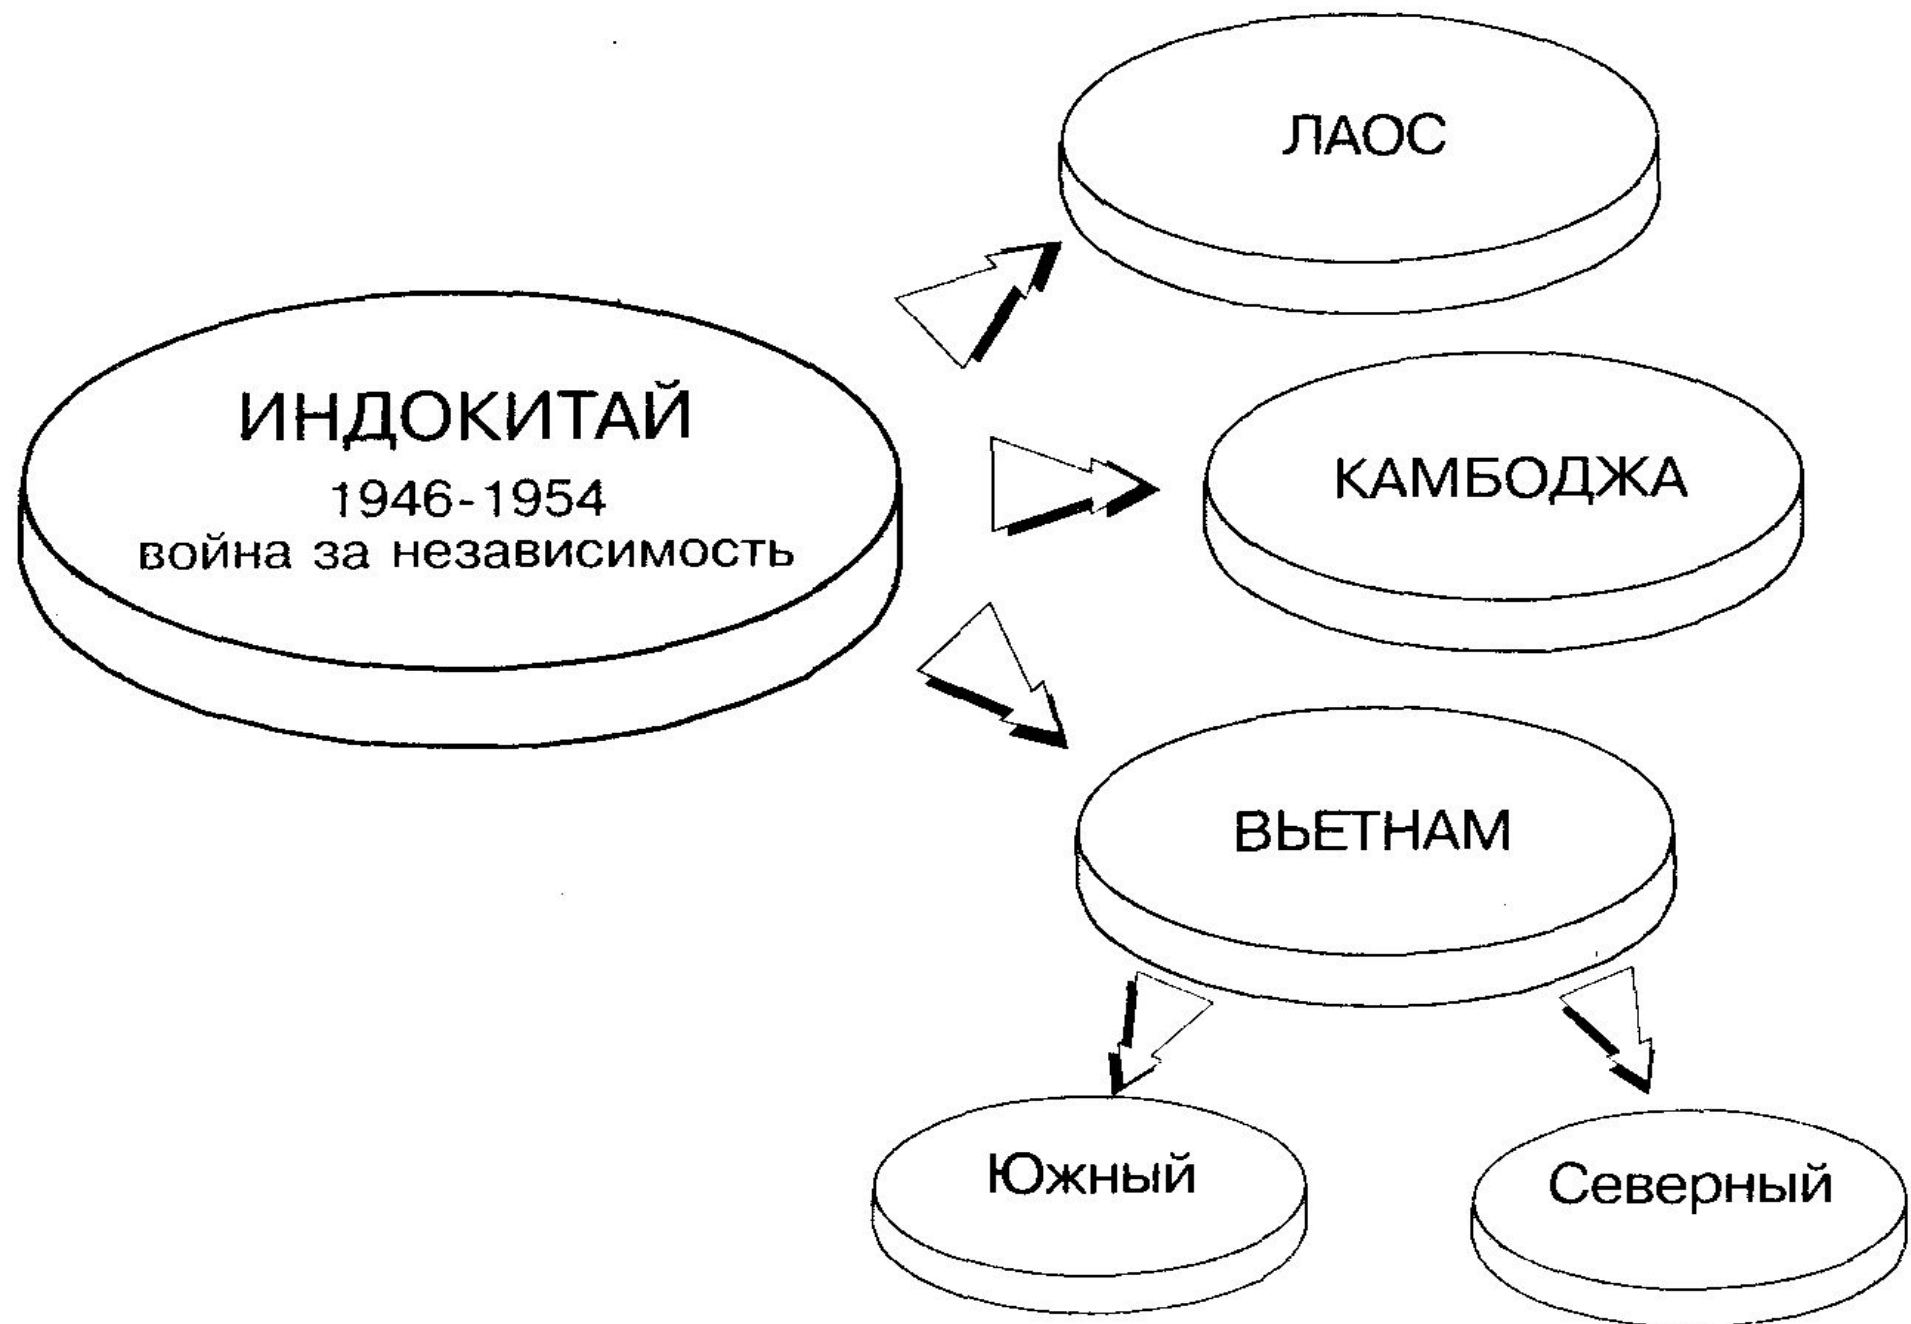 ЛАОС
ИНДОКИТАЙ
1946-1954
война за независимость
КАМБОДЖА
ВЬЕТНАМ
Южный
Северный